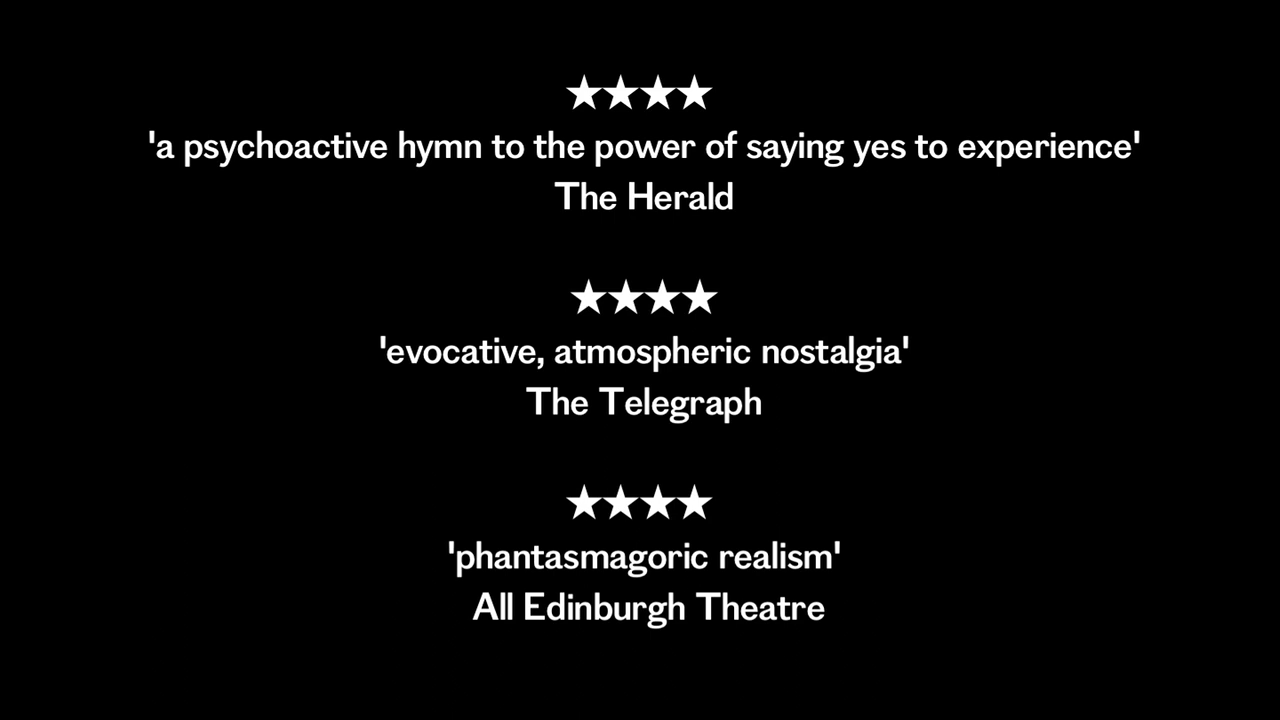 ★★★★
'a psychoactive hymn to the power of saying yes to experience'
The Herald
★★★★
'evocative, atmospheric nostalgia'
The Telegraph
★★★★
'phantasmagoric realism'
All Edinburgh Theatre